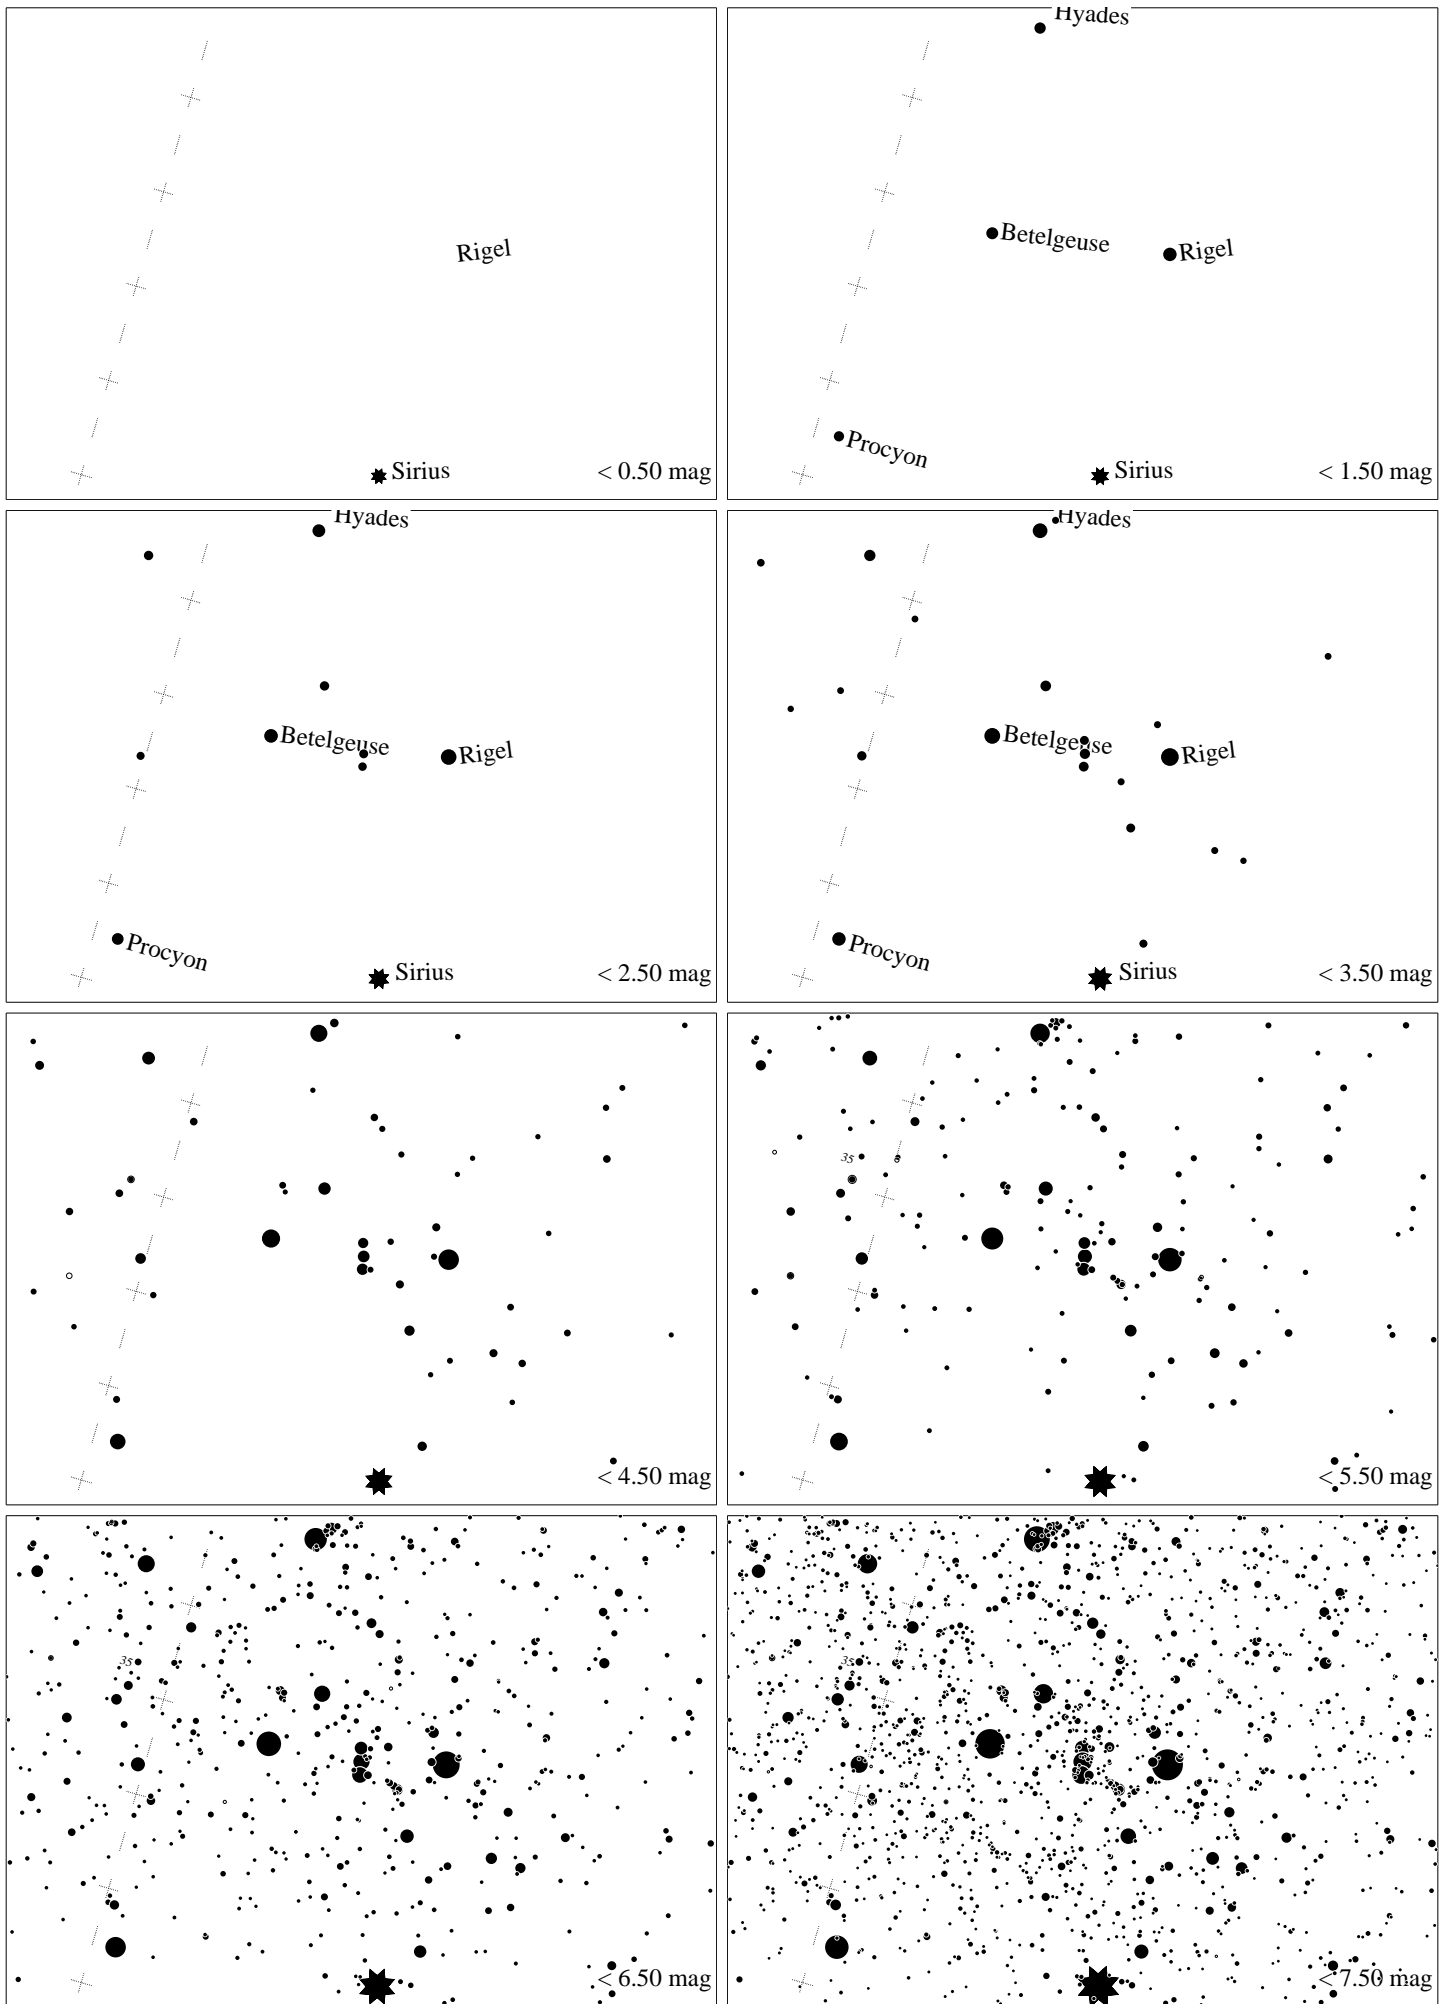 Rigel
Sirius
< 0.50 mag
Hyades
Betelgeuse
Rigel
Procyon
Sirius
< 1.50 mag
Hyades
Betelgeuse
Rigel
Procyon
Sirius
< 2.50 mag
Hyades
Betelgeuse
Rigel
Procyon
Sirius
< 3.50 mag
< 4.50 mag
35
< 5.50 mag
35
< 6.50 mag
35
< 7.50 mag